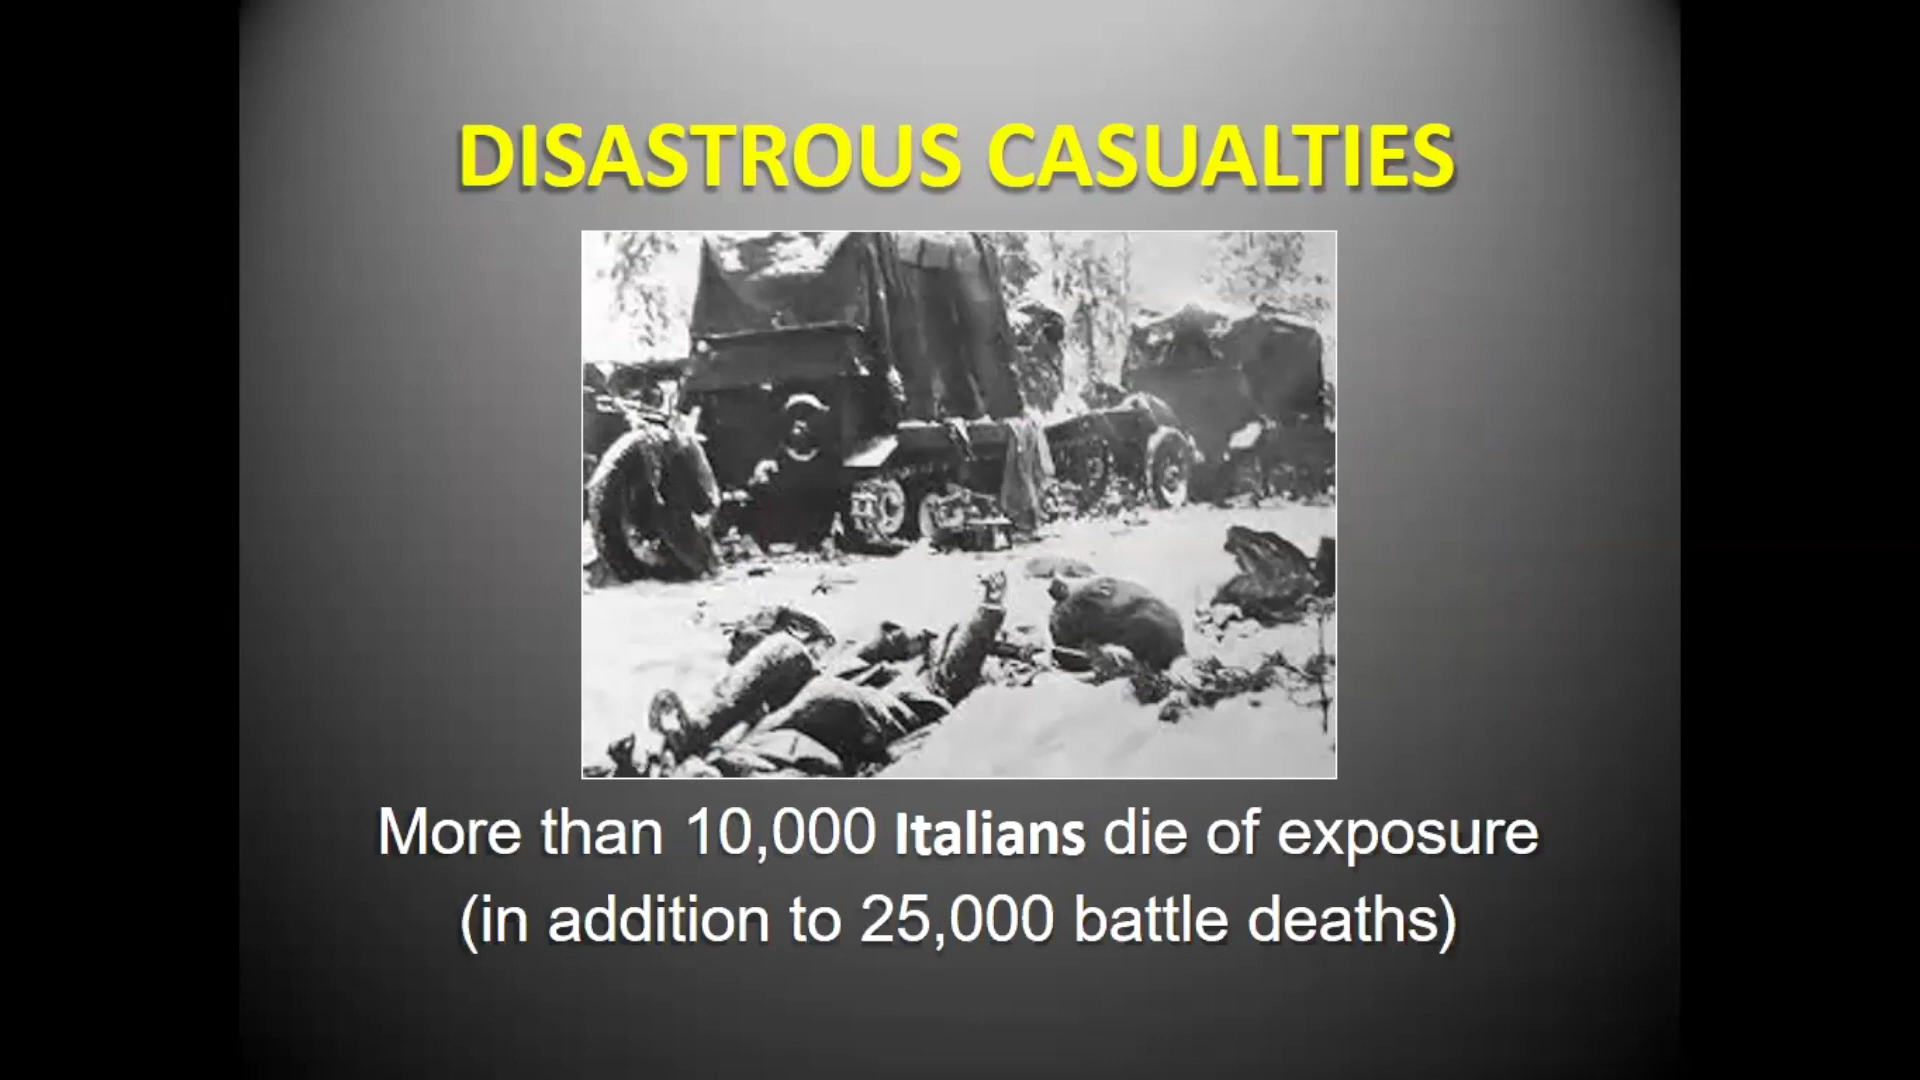 DISASTROUS CASUALTIES
More than 10,000 Italians die of exposure
(in addition to 25,000 battle deaths)